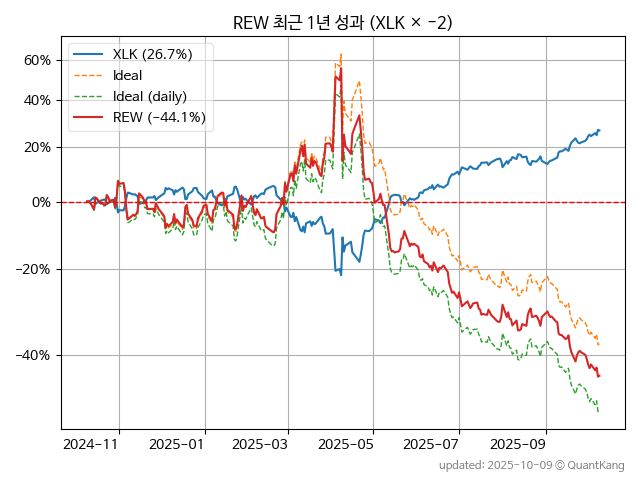 REW 최근 1년 성과 (XLK × −2)
XLK (26.7%)
Ideal
Ideal (daily)
REW (−44.1%)
60%
40%
20%
0%
−20%
−40%
2024−11
2025−01
2025−03
2025−05
2025−07
2025−09
updated: 2025-10-09 © QuantKang